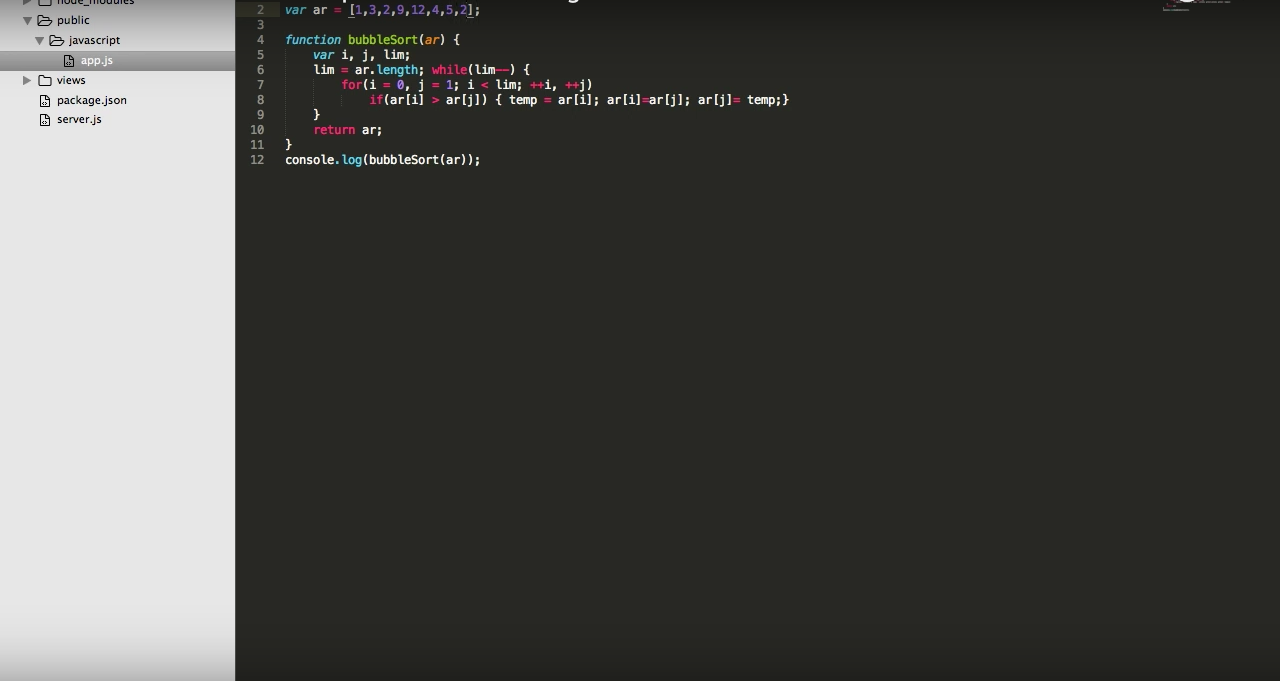 node_modules
public
javascript
app.js
views
package.json
server.js
2 var ar = [1,3,2,9,12,4,5,2];
3
4 function bubbleSort(ar) {
5 var i, j, lim;
6 lim = ar.length; while(lim--) {
7 for(i = 0, j = 1; i < lim; ++i, ++j)
8 if(ar[i] > ar[j]) { temp = ar[i]; ar[i]=ar[j]; ar[j]= temp;}
9 }
10 return ar;
11 }
12 console.log(bubbleSort(ar));